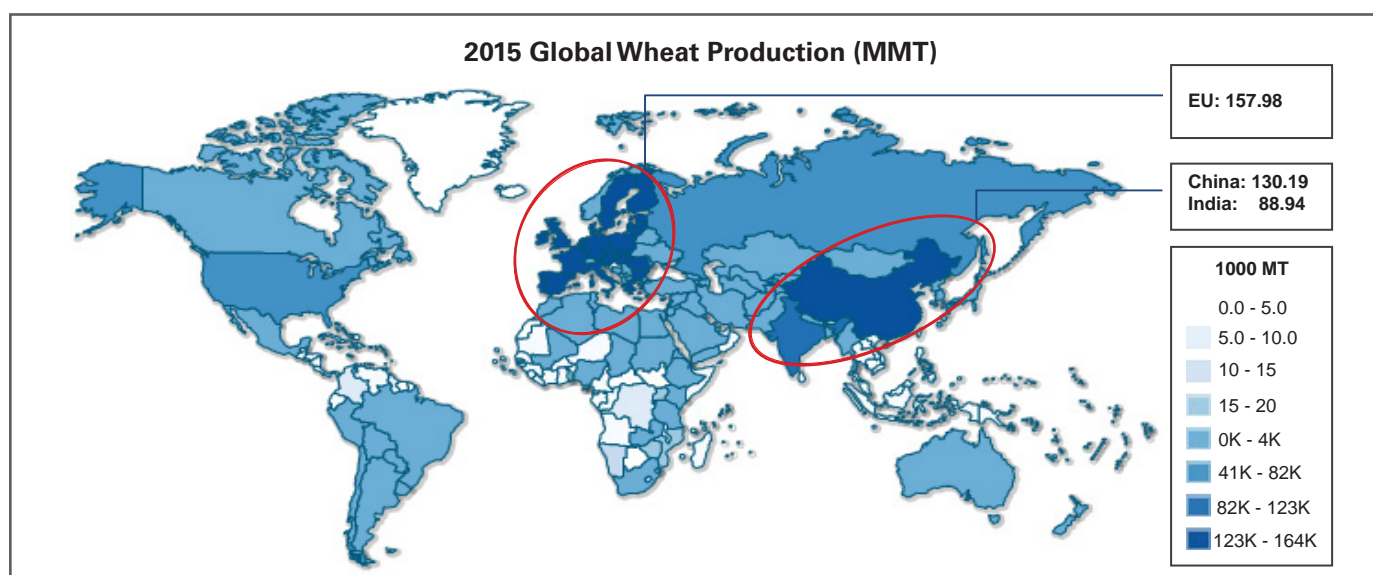 2015 Global Wheat Production (MMT)
EU: 157.98
China: 130.19
India: 88.94
1000 MT
0.0 - 5.0
5.0 - 10.0
10 - 15
15 - 20
0K - 4K
41K - 82K
82K - 123K
123K - 164K